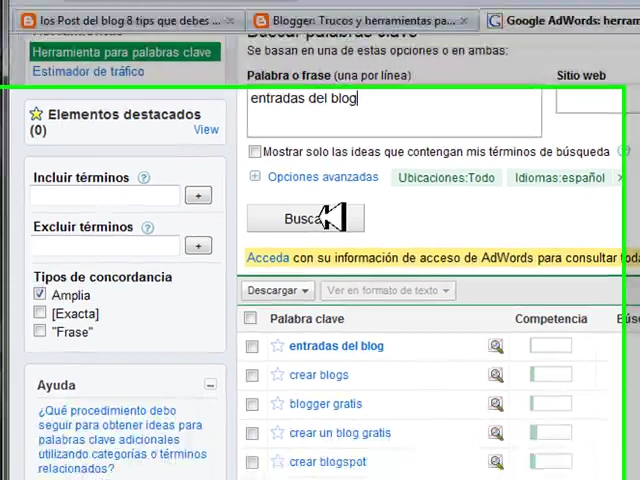 los Post del blog 8 tips que debes ...
Blogger: Trucos y herramientas pa...
Google AdWords: herram
Herramienta para palabras clave
Estimador de tráfico
Buscar palabras clave
Se basan en una de estas opciones o en ambas:
Palabra o frase (una por línea)
Sitio web
entradas del blog
Elementos destacados
(0)
View
Mostrar solo las ideas que contengan mis términos de búsqueda
Incluir términos
Opciones avanzadas
Ubicaciones:Todo
Idiomas:español
Excluir términos
Acceda con su información de acceso de AdWords para consultar toda
Tipos de concordancia
Amplia
[Exacta]
"Frase"
Descargar
Ver en formato de texto
Palabra clave
Competencia
entradas del blog
crear blogs
blogger gratis
crear un blog gratis
crear blogspot
Ayuda
¿Qué procedimiento debo
seguir para obtener ideas para
palabras clave adicionales
utilizando categorías o términos
relacionados?